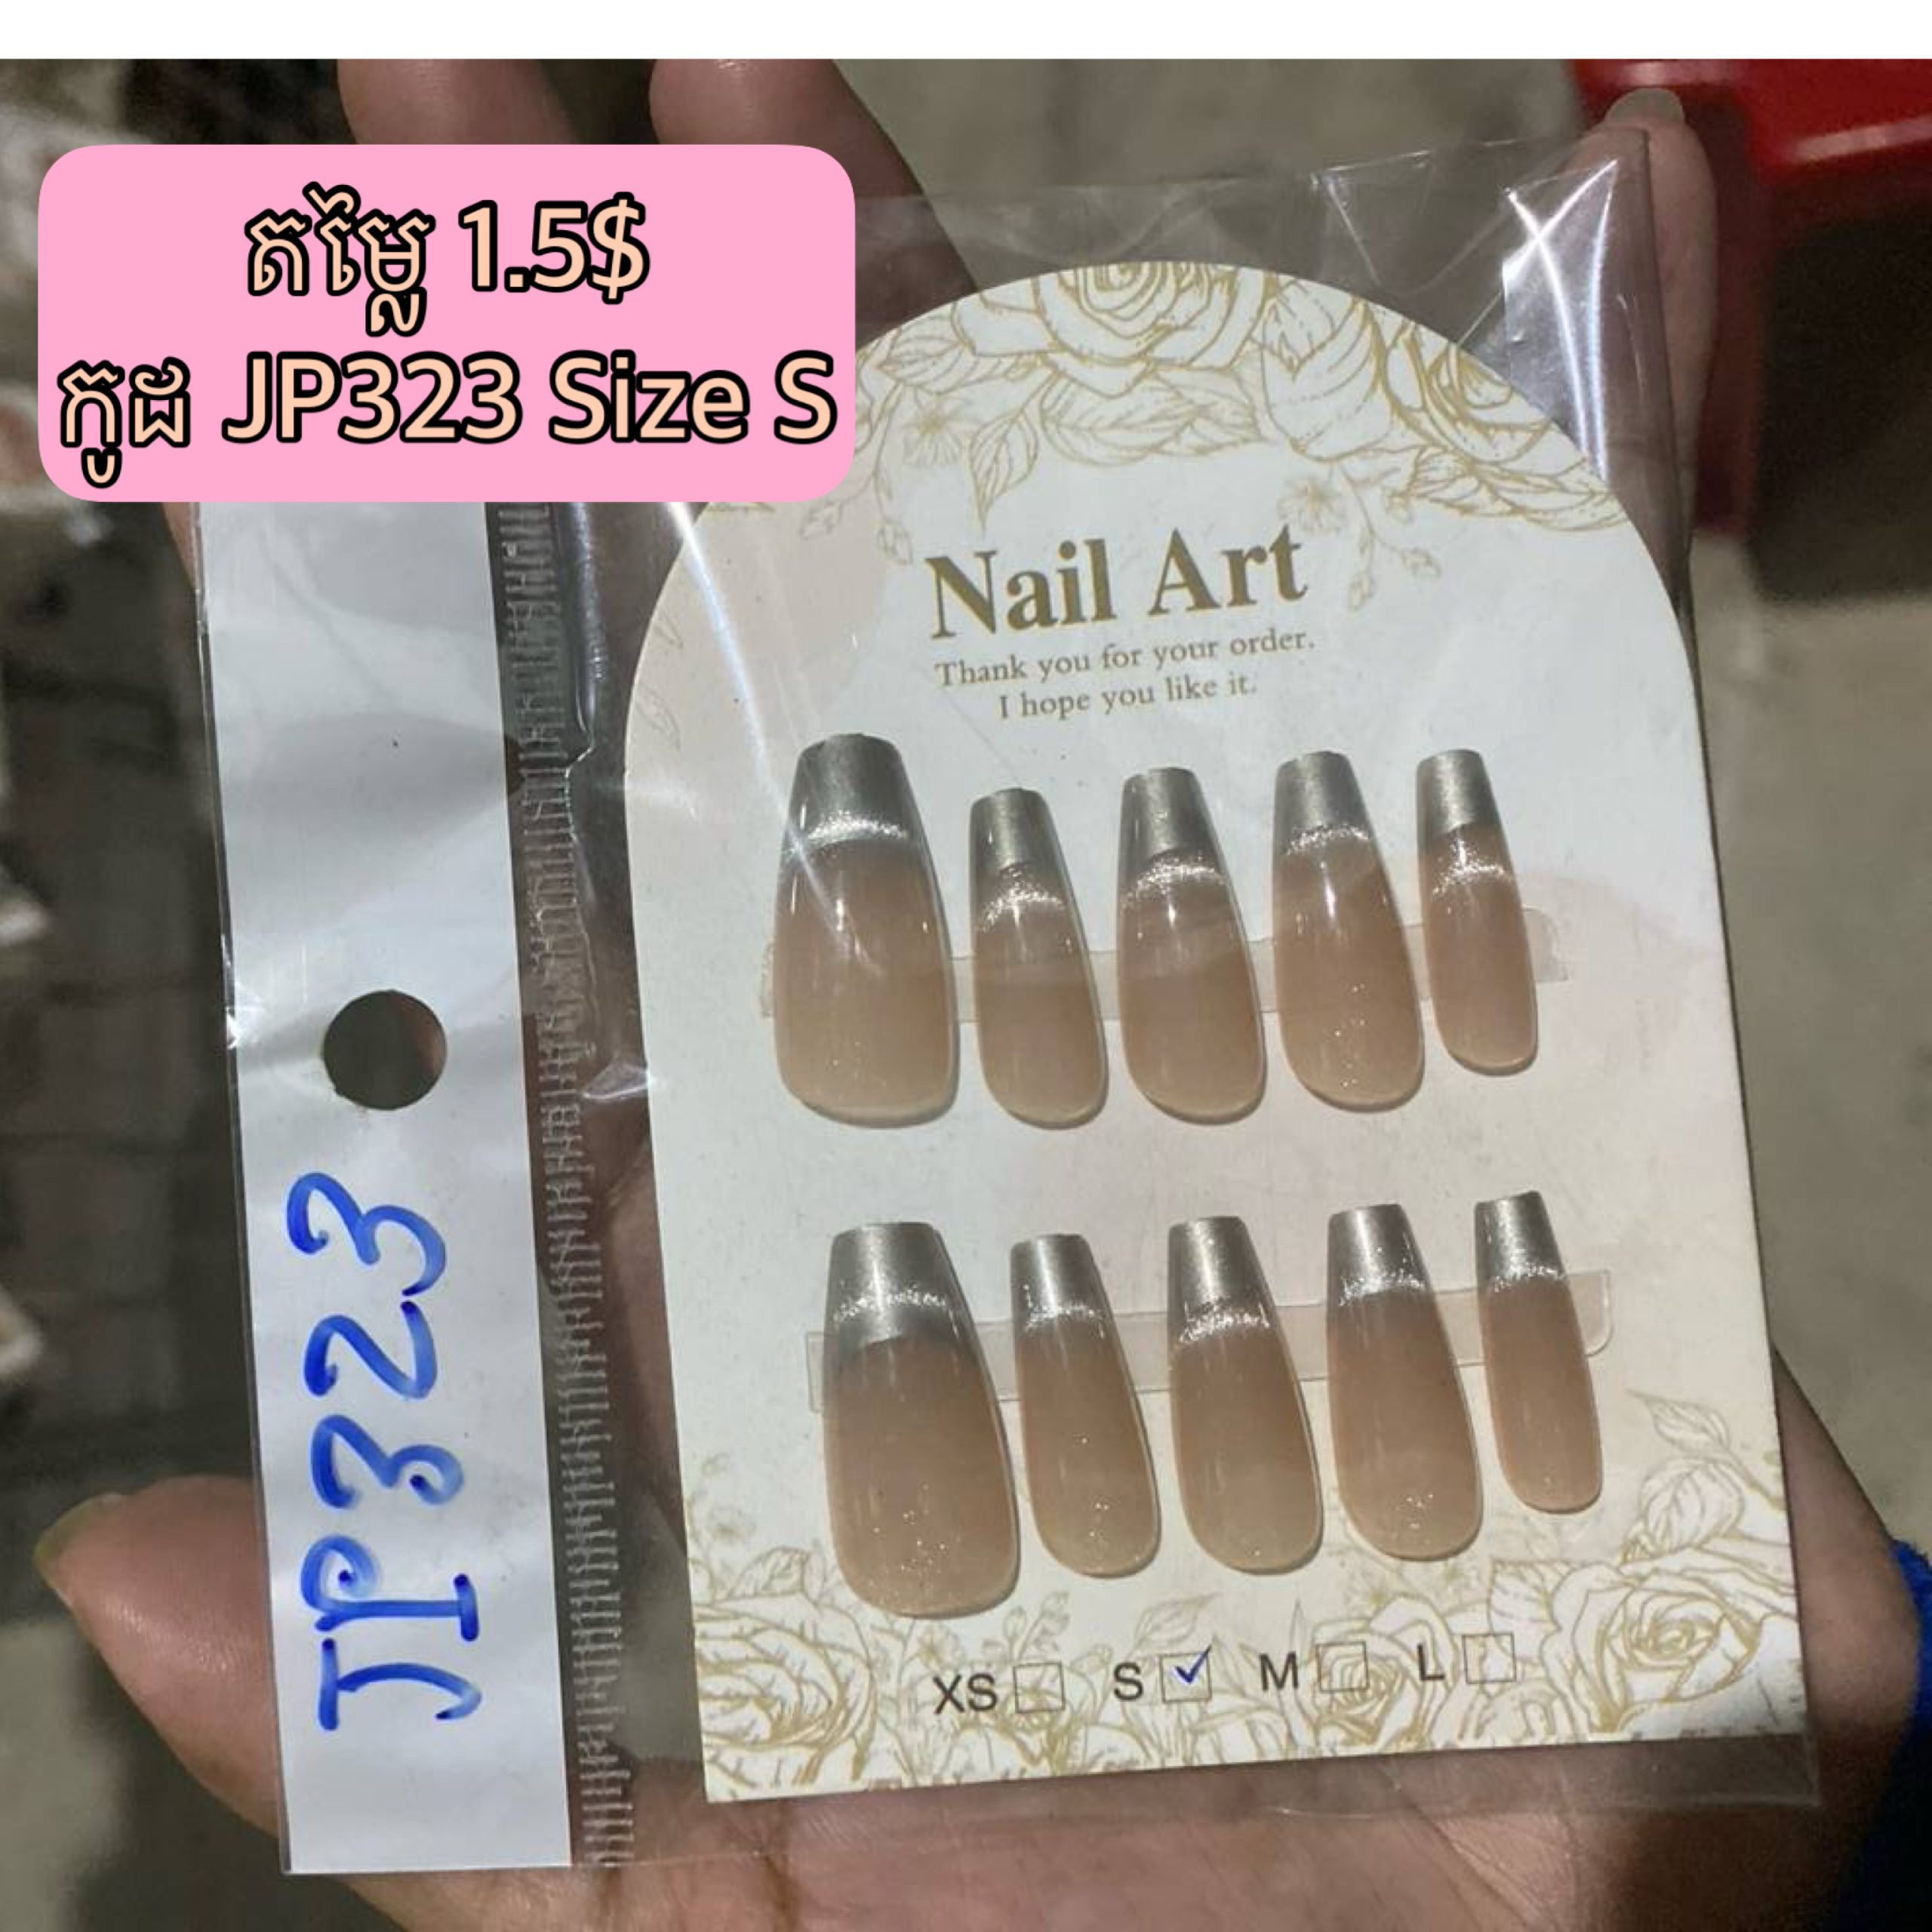 តម្លៃ 1.5$
កូដ JP323 Size S
Nail Art
Thank you for your order.
I hope you like it.
JP323
XS S M L